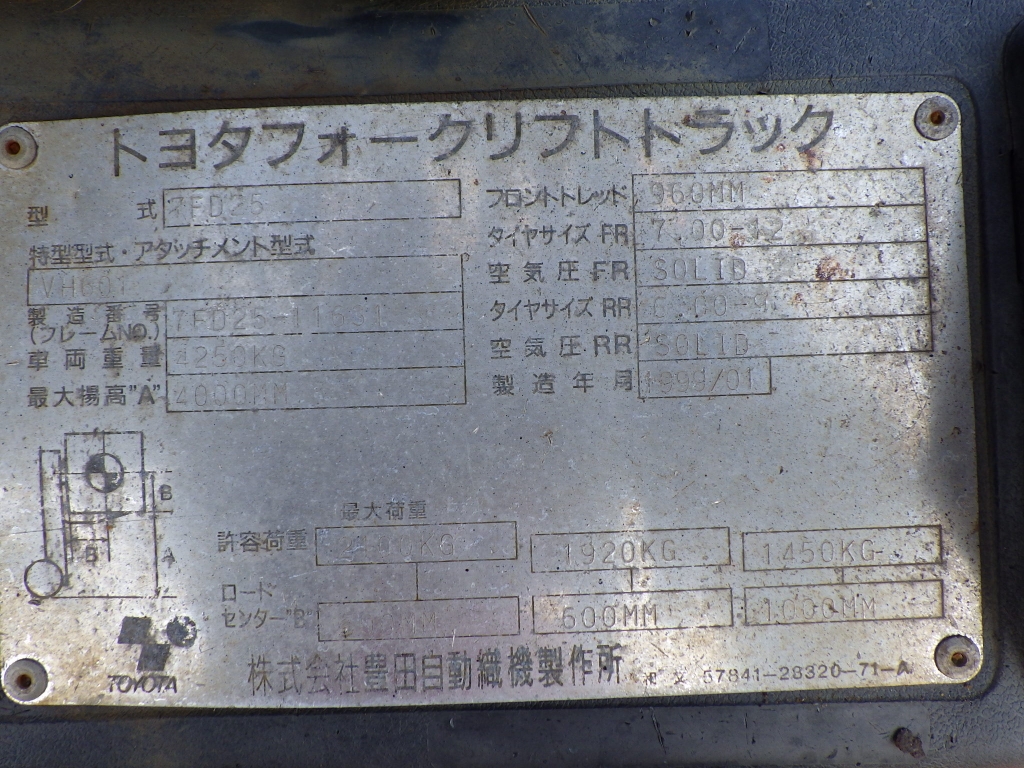 トヨタフォークリフトトラック
型式 7FD25
特型型式・アタッチメント型式
製造番号
(フレームNO.)
車両重量 4250KG
最大揚高"A" 4000MM
フロントトレッド 960MM
タイヤサイズ FR 7.00-12
空気圧 FR SOLID
タイヤサイズ RR 6.00-9
空気圧 RR SOLID
製造年月 1999/01
B
B
A
最大荷重
許容荷重 KG 1920KG 1450KG
ロード
センター"B" 600MM 1000MM
TOYOTA
株式会社豊田自動織機製作所 57841-28320-71-A